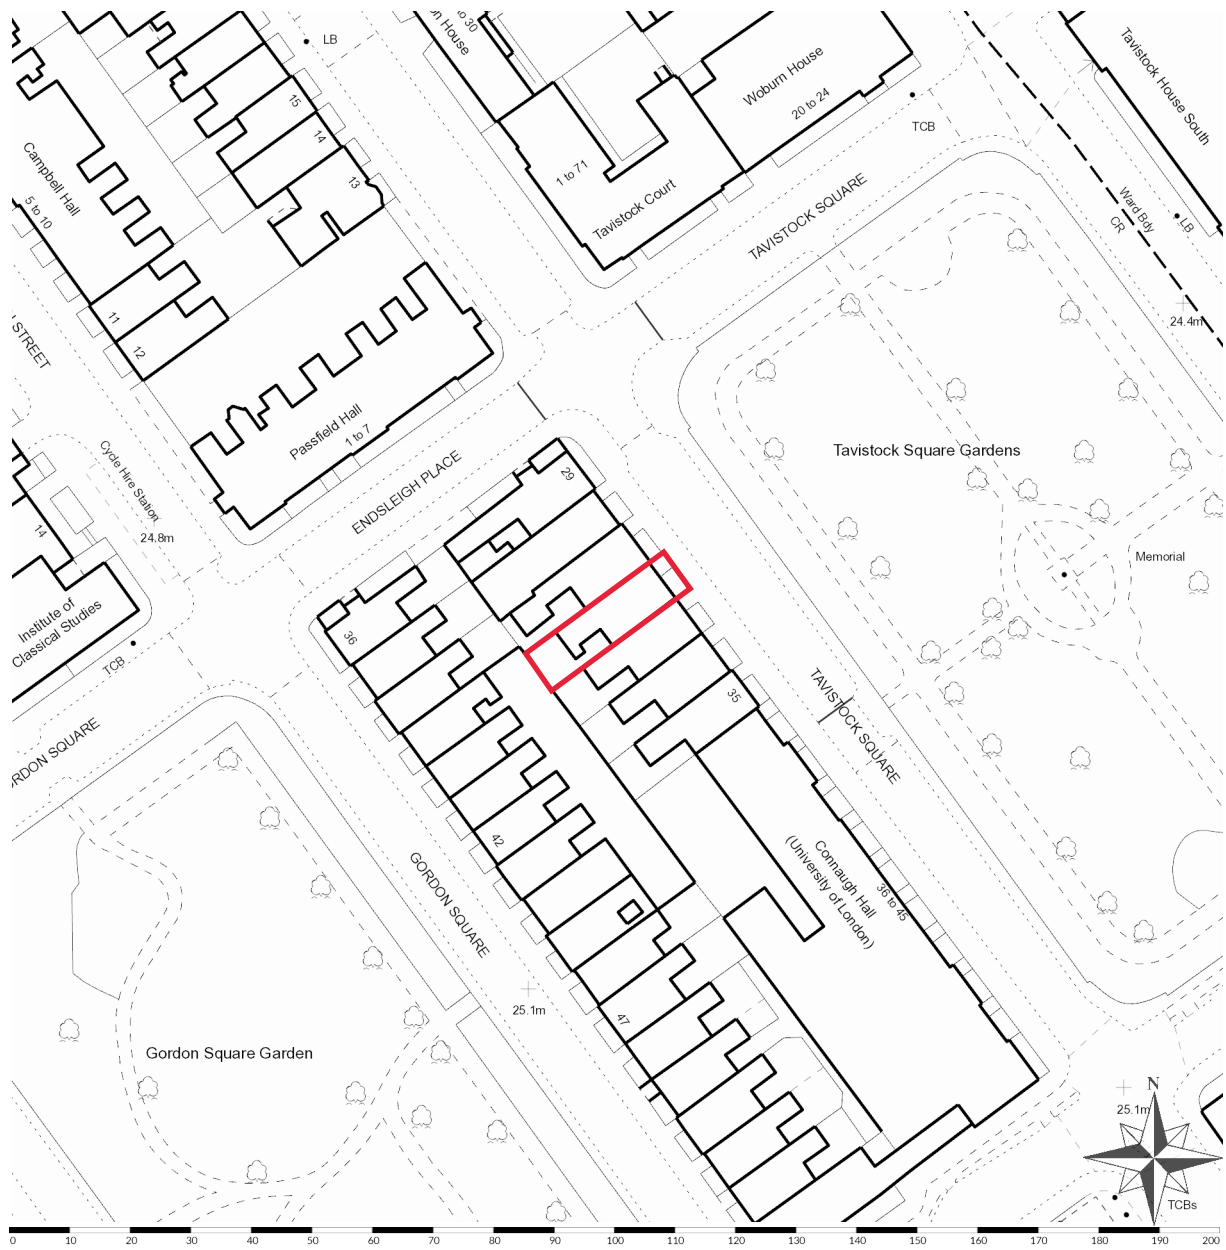 to 30
on House
LB
15
14
13
Woburn House
20 to 24
TCB
Tavistock House South
Campbell Hall
5 to 10
1 to 71
Tavistock Court
TAVISTOCK SQUARE
Ward Bdy
CR
LB
24.4m
11
12
STREET
Passfield Hall
1 to 7
ENDSLEIGH PLACE
Cycle Hire Station
24.8m
14
Institute of
Classical Studies
TCB
29
Tavistock Square Gardens
Memorial
36
35
TAVISTOCK SQUARE
RDON SQUARE
42
GORDON SQUARE
Connaugh Hall
(University of London)
36 to 45
47
25.1m
Gordon Square Garden
N
25.1m
TCBs
0 10 20 30 40 50 60 70 80 90 100 110 120 130 140 150 160 170 180 190 200